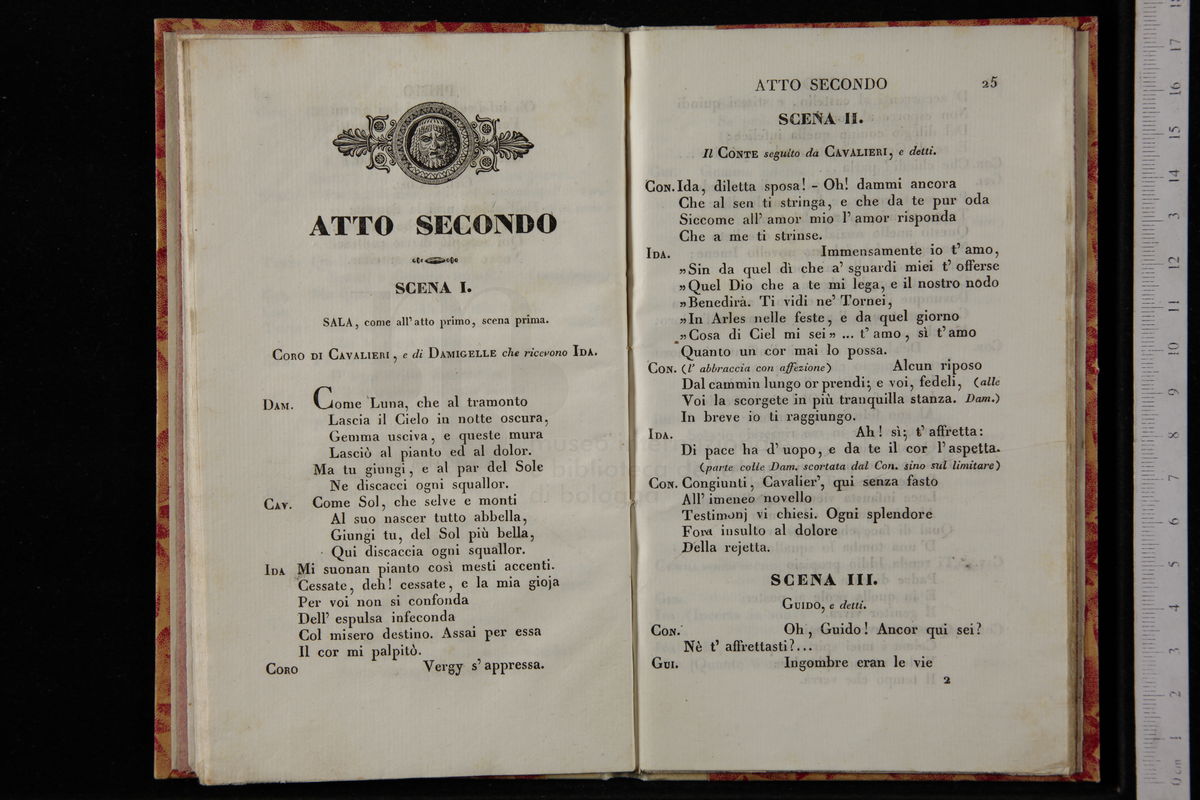 ATTO SECONDO
SCENA I.
SALA, come all'atto primo, scena prima.
CORO DI CAVALIERI, e di DAMIGELLE che ricevono IDA.
DAM. Come Luna, che al tramonto
Lascia il Cielo in notte oscura,
Gemma usciva, e queste mura
Lasciò al pianto ed al dolor.
Ma tu giungi, e al par del Sole
Ne discacci ogni squallor.
CAV. Come Sol, che selve e monti
Al suo nascer tutto abbella,
Giungi tu, del Sol più bella,
Qui discaccia ogni squallor.
IDA Mi suonan pianto così mesti accenti.
Cessate, deh! cessate, e la mia gioja
Per voi non si confonda
Dell' espulsa infeconda
Col misero destino. Assai per essa
Il cor mi palpitò.
CORO Vergy s' appressa.
ATTO SECONDO 25
SCENA II.
Il CONTE seguito da CAVALIERI, e detti.
CON. Ida, diletta sposa! - Oh! dammi ancora
Che al sen ti stringa, e che da te pur oda
Siccome all' amor mio l' amor risponda
Che a me ti strinse.
IDA. Immensamente io t' amo,
»Sin da quel dì che a' sguardi miei t' offerse
»Quel Dio che a te mi lega, e il nostro nodo
»Benedirà. Ti vidi ne' Tornei,
»In Arles nelle feste, e da quel giorno
»Cosa di Ciel mi sei» ... t' amo, sì t' amo
Quanto un cor mai lo possa.
CON. (l' abbraccia con affezione) Alcun riposo
Dal cammin lungo or prendi; e voi, fedeli, (alle
Voi la scorgete in più tranquilla stanza. Dam.)
In breve io ti raggiungo.
IDA. Ah! sì; t' affretta:
Di pace ha d' uopo, e da te il cor l' aspetta.
(parte colle Dam. scortata dal Con. sino sul limitare)
CON. Congiunti, Cavalier', qui senza fasto
All' imeneo novello
Testimonj vi chiesi. Ogni splendore
Fora insulto al dolore
Della rejetta.
SCENA III.
GUIDO, e detti.
CON. Oh, Guido! Ancor qui sei?
Nè t' affrettasti?...
GUI. Ingombre eran le vie
2